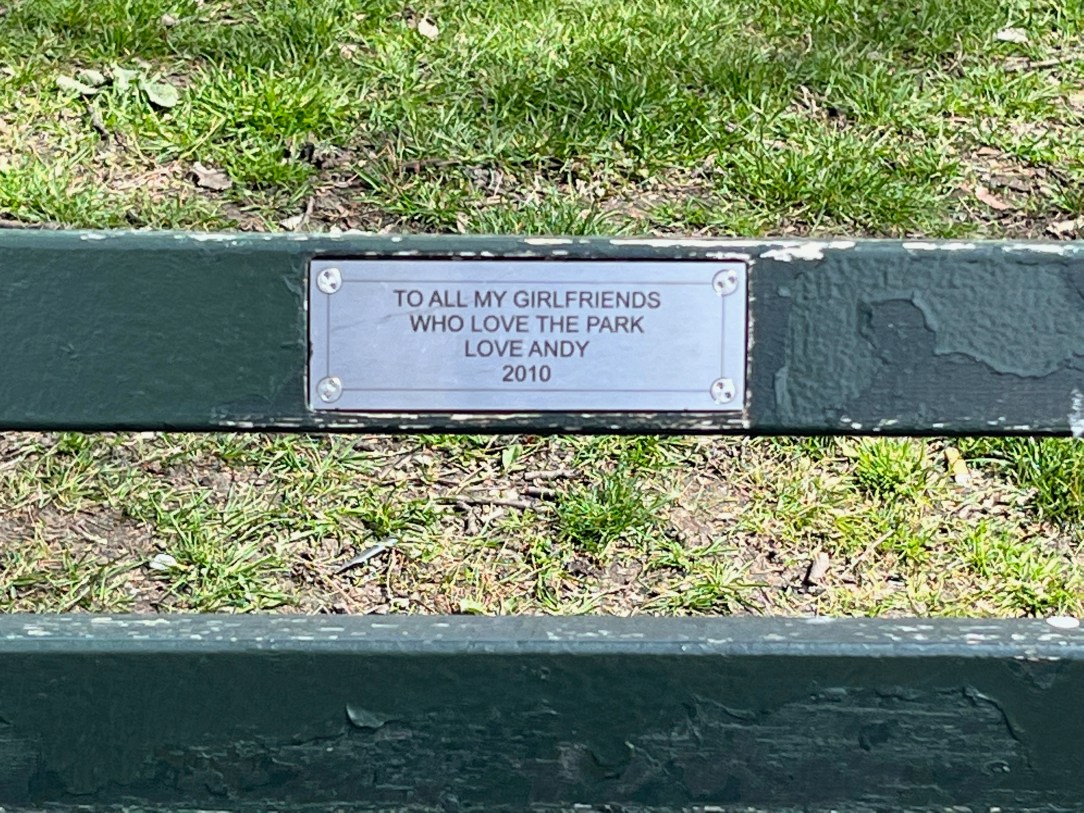 TO ALL MY GIRLFRIENDS
WHO LOVE THE PARK
LOVE ANDY
2010